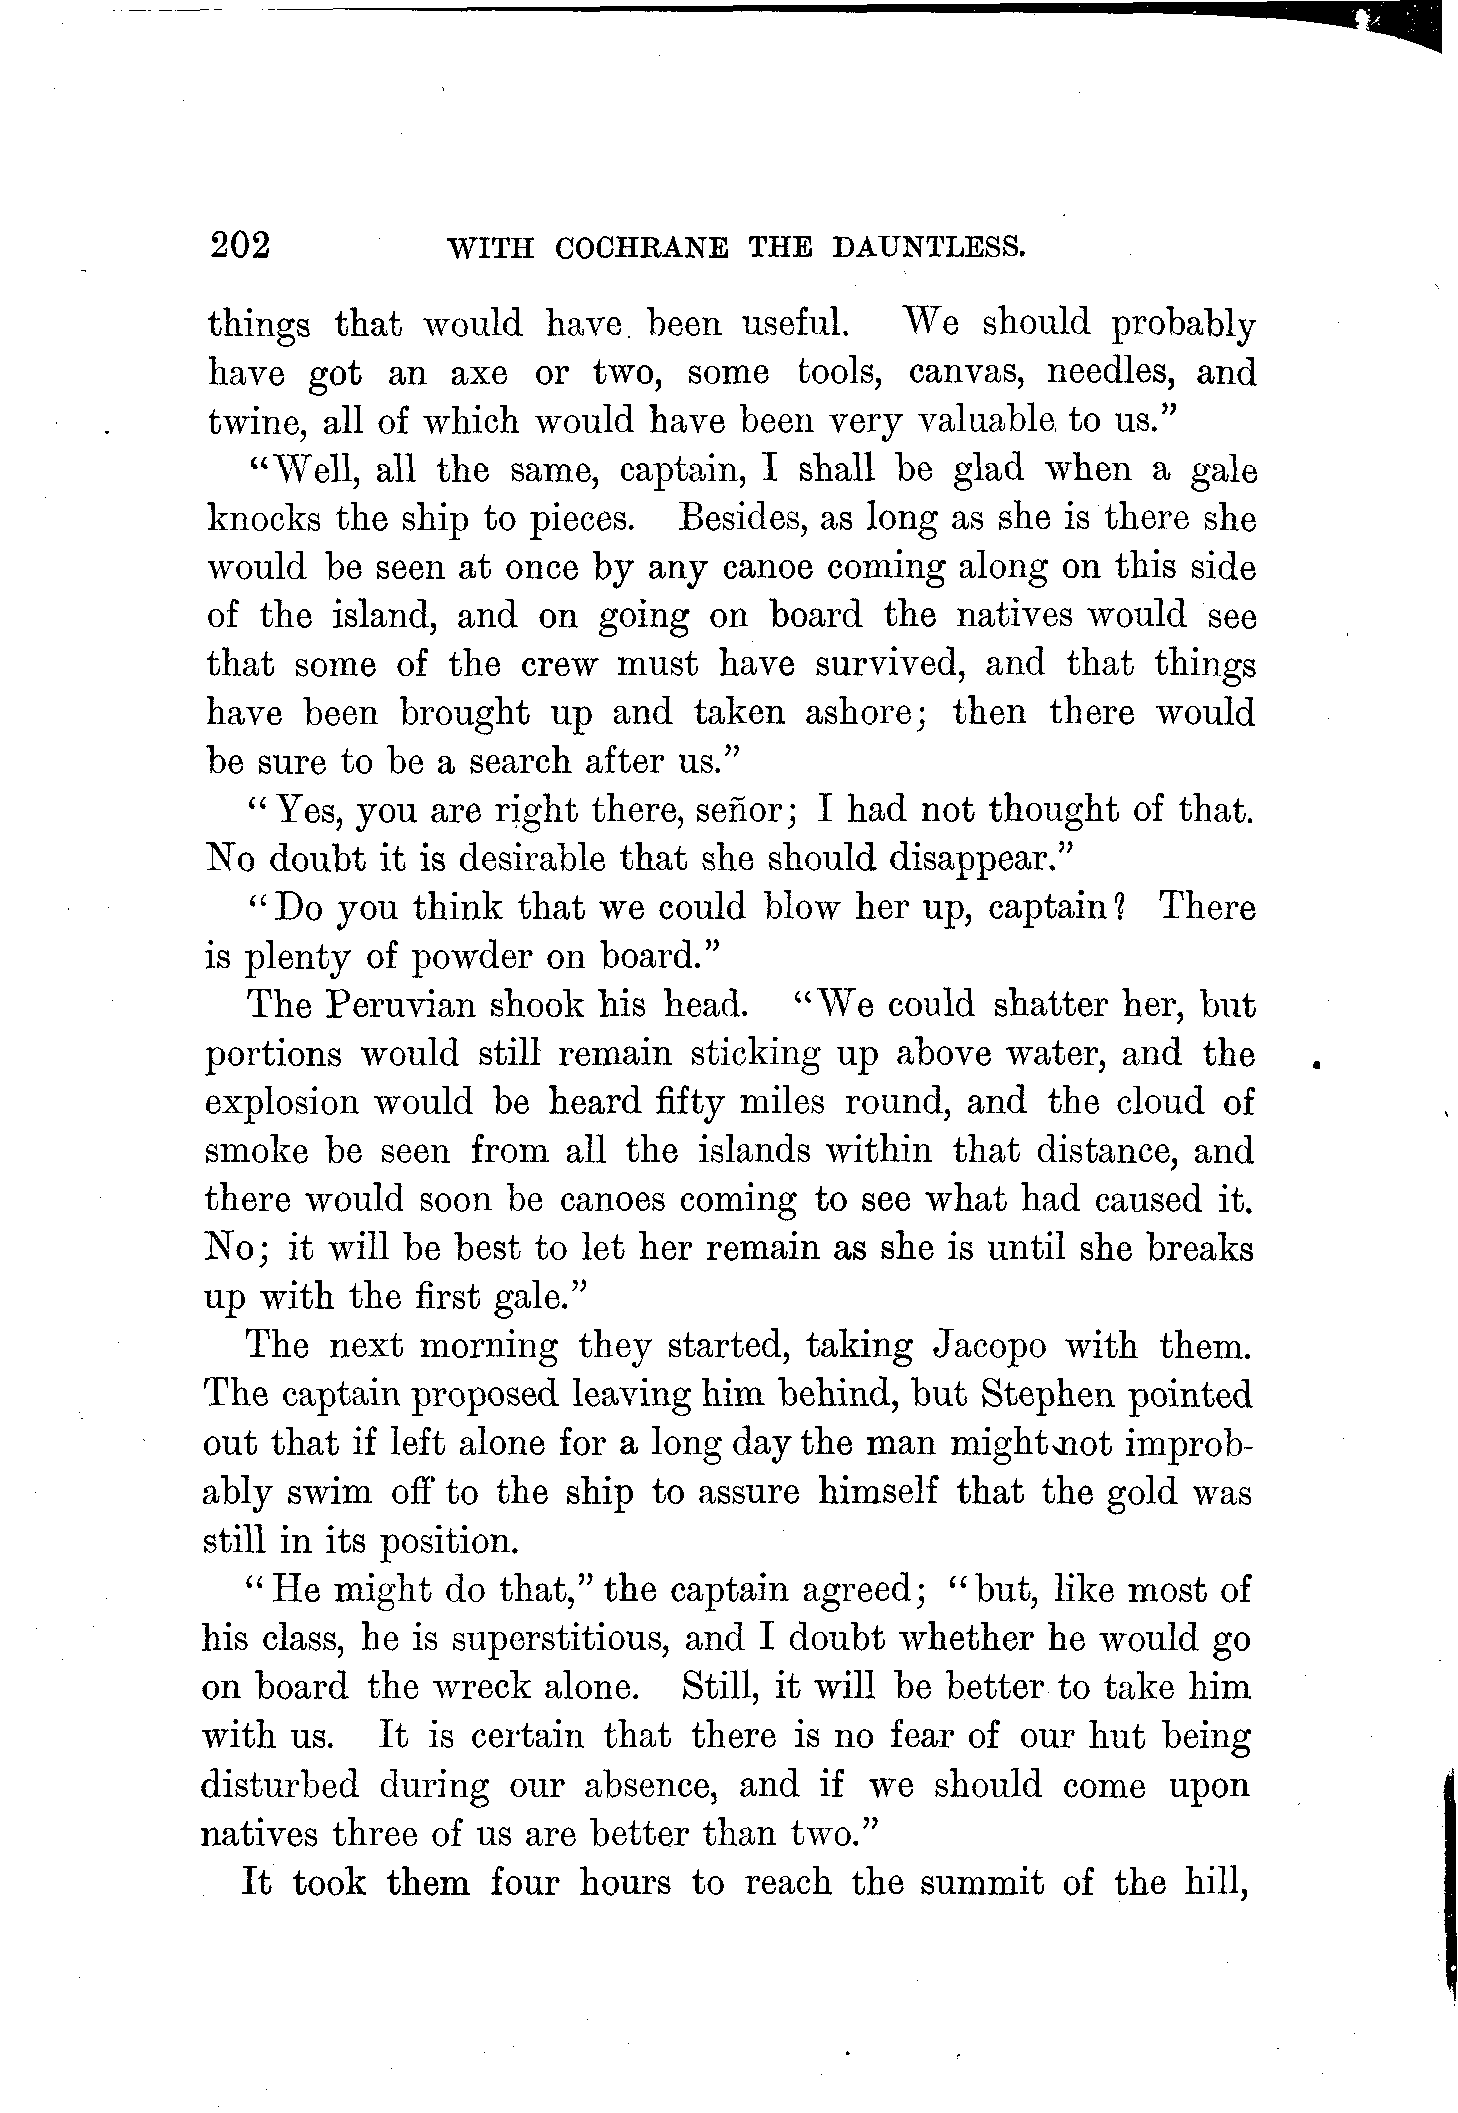 202 WITH COCHRANE THE DAUNTLESS.
things that would have been useful. We should probably
have got an axe or two, some tools, canvas, needles, and
twine, all of which would have been very valuable to us.”
“Well, all the same, captain, I shall be glad when a gale
knocks the ship to pieces. Besides, as long as she is there she
would be seen at once by any canoe coming along on this side
of the island, and on going on board the natives would see
that some of the crew must have survived, and that things
have been brought up and taken ashore; then there would
be sure to be a search after us.”
“Yes, you are right there, señor; I had not thought of that.
No doubt it is desirable that she should disappear.”
“Do you think that we could blow her up, captain? There
is plenty of powder on board.”
The Peruvian shook his head. “We could shatter her, but
portions would still remain sticking up above water, and the
explosion would be heard fifty miles round, and the cloud of
smoke be seen from all the islands within that distance, and
there would soon be canoes coming to see what had caused it.
No; it will be best to let her remain as she is until she breaks
up with the first gale.”
The next morning they started, taking Jacopo with them.
The captain proposed leaving him behind, but Stephen pointed
out that if left alone for a long day the man might not improb-
ably swim off to the ship to assure himself that the gold was
still in its position.
“He might do that,” the captain agreed; “but, like most of
his class, he is superstitious, and I doubt whether he would go
on board the wreck alone. Still, it will be better to take him
with us. It is certain that there is no fear of our hut being
disturbed during our absence, and if we should come upon
natives three of us are better than two.”
It took them four hours to reach the summit of the hill,